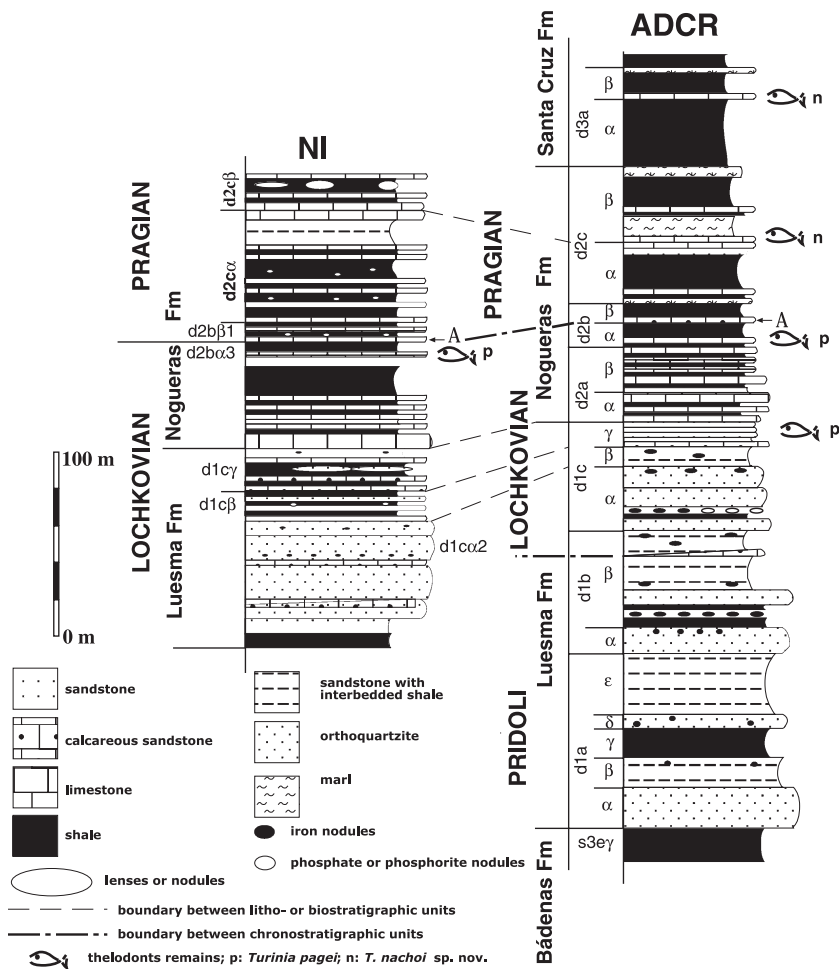 NI
ADCR
PRAGIAN
LOCHKOVIAN
Nogueras Fm
Luesma Fm
d2cβ
d2cα
d2bβ1
d2bα3
d1cγ
d1cβ
d1cα2
A
p
100 m
0 m
PRAGIAN
LOCHKOVIAN
PRIDOLI
Santa Cruz Fm
Nogueras Fm
Luesma Fm
Bádenas Fm
d3a
β
α
d2c
β
α
d2b
β
α
d2a
β
α
d1c
γ
β
α
d1b
β
α
d1a
ε
δ
γ
β
α
s3eγ
n
n
A
p
p
sandstone
calcareous sandstone
limestone
shale
sandstone with
interbedded shale
orthoquartzite
marl
iron nodules
phosphate or phosphorite nodules
lenses or nodules
boundary between litho- or biostratigraphic units
boundary between chronostratigraphic units
thelodonts remains; p: Turinia pagei; n: T. nachoi sp. nov.